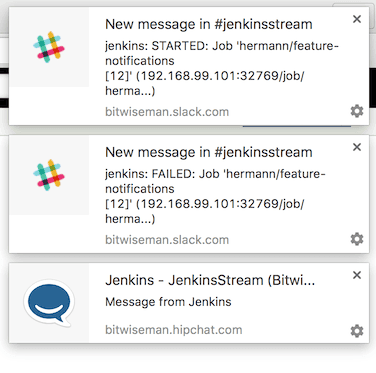 New message in #jenkinsstream
jenkins: STARTED: Job 'hermann/feature-
notifications
[12]' (192.168.99.101:32769/job/
herma...)
bitwiseman.slack.com
New message in #jenkinsstream
jenkins: FAILED: Job 'hermann/feature-
notifications
[12]' (192.168.99.101:32769/job/
herma...)
bitwiseman.slack.com
Jenkins - JenkinsStream (Bitwi...
Message from Jenkins
bitwiseman.hipchat.com